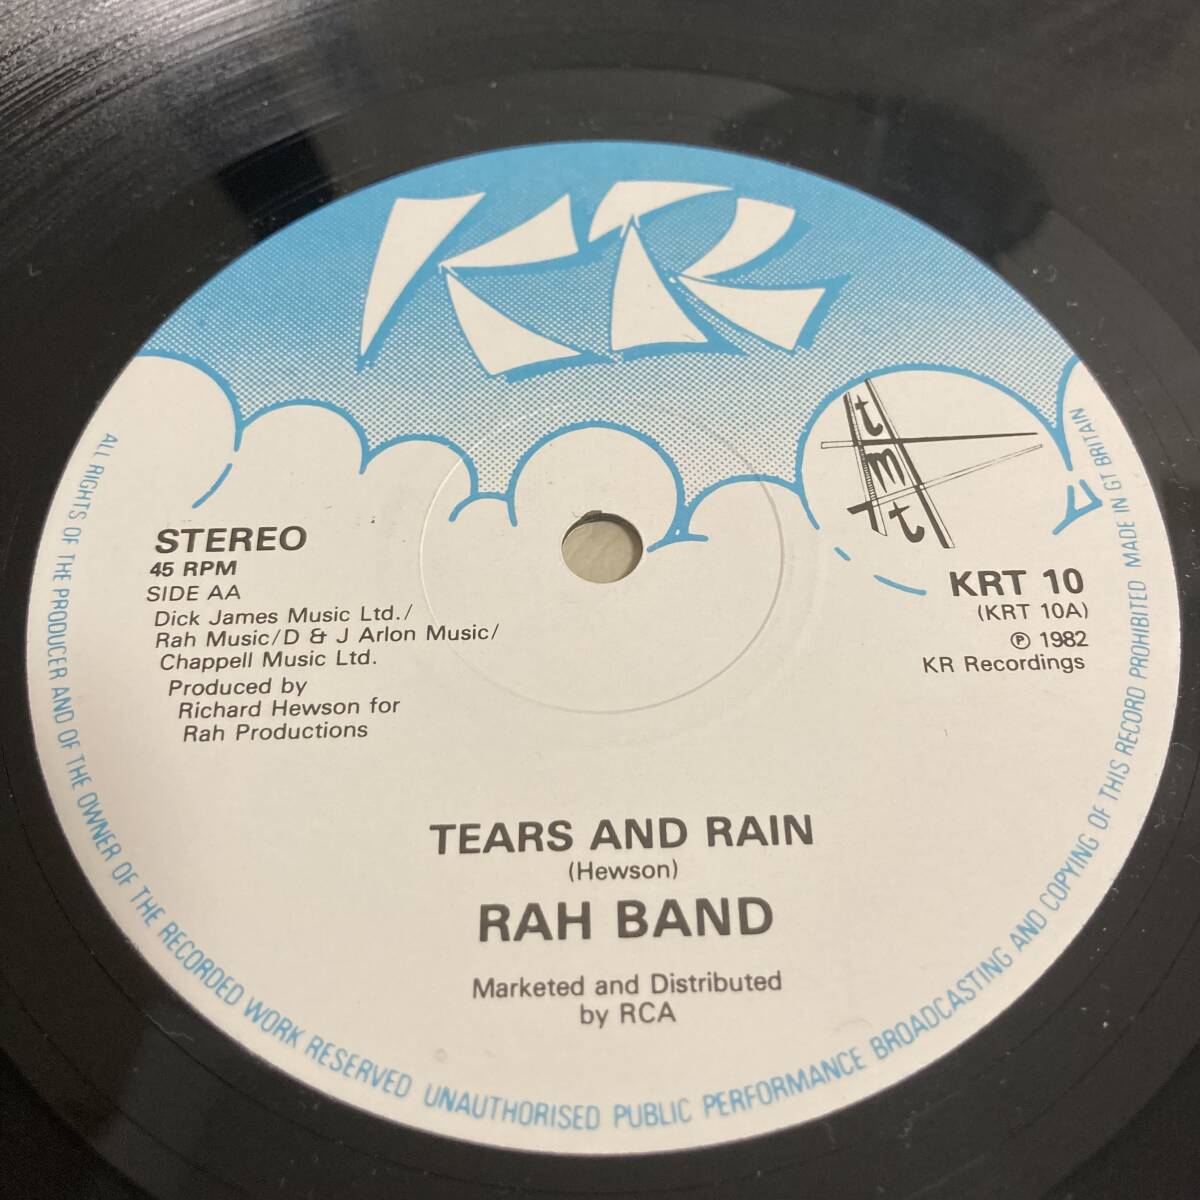 KR
tmtt
STEREO
45 RPM
SIDE AA
Dick James Music Ltd./
Rah Music/D & J Arlon Music/
Chappell Music Ltd.
Produced by
Richard Hewson for
Rah Productions
KRT 10
(KRT 10A)
℗ 1982
KR Recordings
TEARS AND RAIN
(Hewson)
RAH BAND
Marketed and Distributed
by RCA
ALL RIGHTS OF THE PRODUCER AND OF THE OWNER OF THE RECORDED WORK RESERVED UNAUTHORISED PUBLIC PERFORMANCE BROADCASTING AND COPYING OF THIS RECORD PROHIBITED MADE IN GT BRITAIN